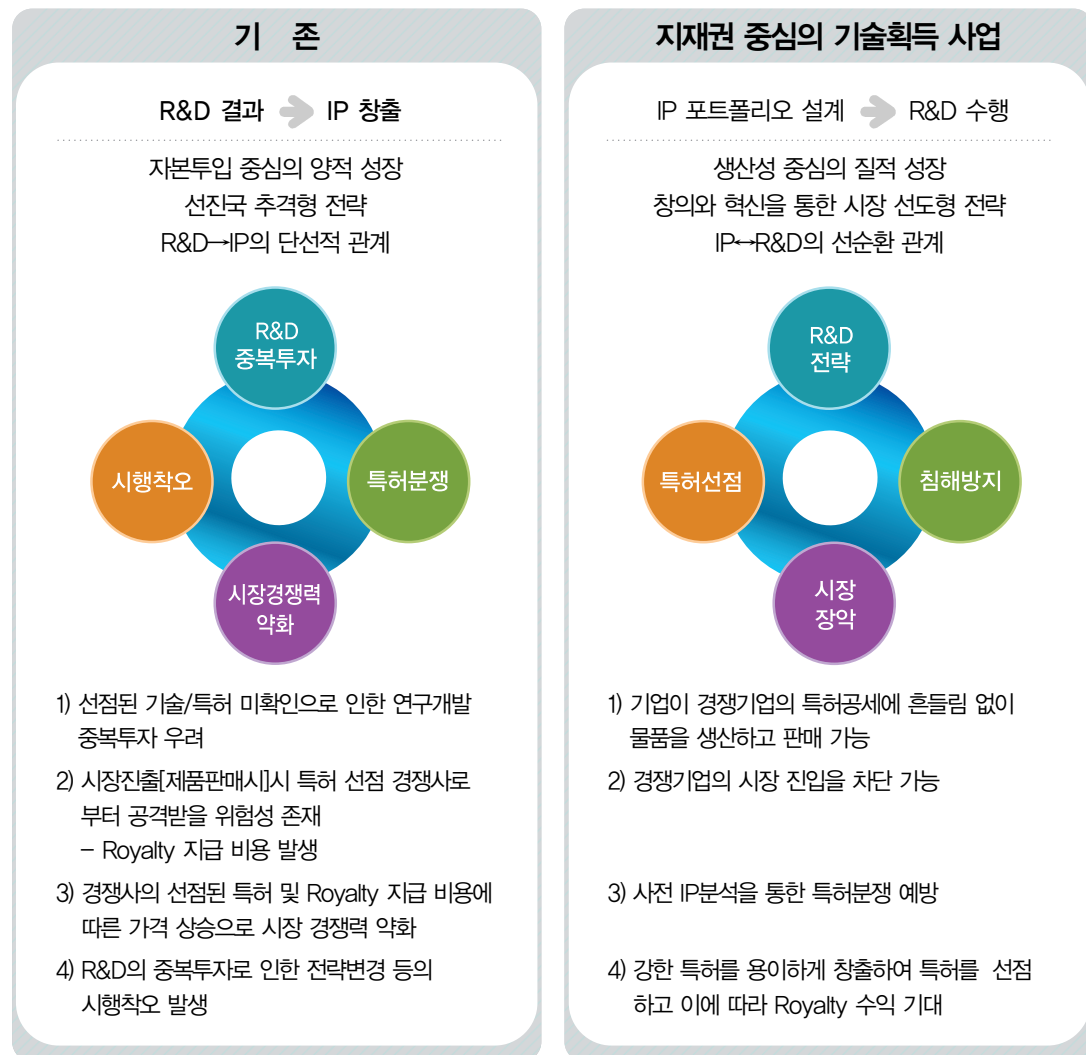 기 존
R&D 결과 IP 창출
자본투입 중심의 양적 성장
선진국 추격형 전략
R&D→IP의 단선적 관계
R&D
중복투자
시행착오
특허분쟁
시장경쟁력
약화
1) 선점된 기술/특허 미확인으로 인한 연구개발
중복투자 우려
2) 시장진출[제품판매시]시 특허 선점 경쟁사로
부터 공격받을 위험성 존재
- Royalty 지급 비용 발생
3) 경쟁사의 선점된 특허 및 Royalty 지급 비용에
따른 가격 상승으로 시장 경쟁력 약화
4) R&D의 중복투자로 인한 전략변경 등의
시행착오 발생
지재권 중심의 기술획득 사업
IP 포트폴리오 설계 R&D 수행
생산성 중심의 질적 성장
창의와 혁신을 통한 시장 선도형 전략
IP↔R&D의 선순환 관계
R&D
전략
특허선점
침해방지
시장
장악
1) 기업이 경쟁기업의 특허공세에 흔들림 없이
물품을 생산하고 판매 가능
2) 경쟁기업의 시장 진입을 차단 가능
3) 사전 IP분석을 통한 특허분쟁 예방
4) 강한 특허를 용이하게 창출하여 특허를 선점
하고 이에 따라 Royalty 수익 기대